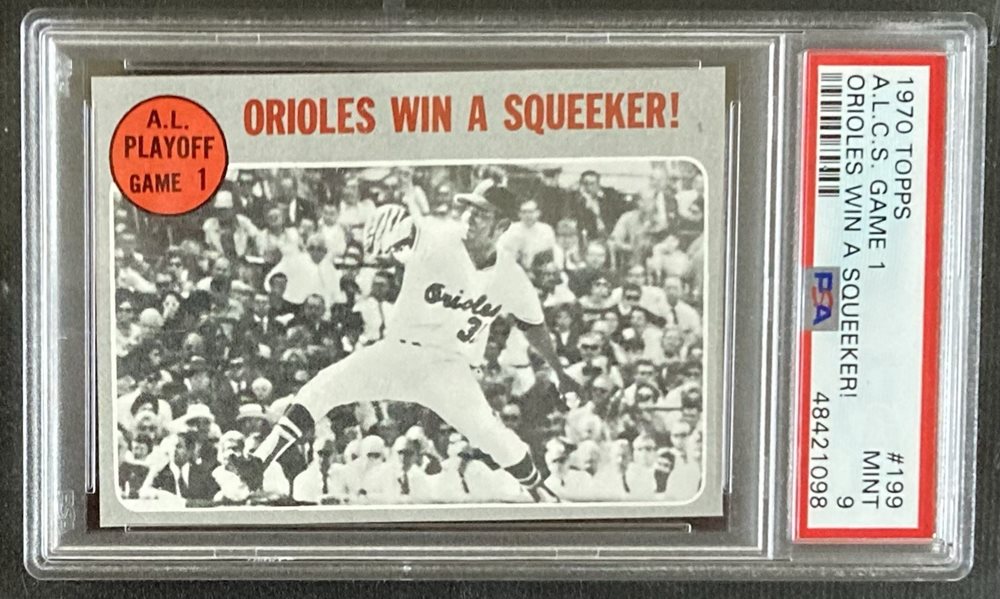 A.L.
PLAYOFF
GAME 1
ORIOLES WIN A SQUEEKER!
Orioles
3
1970 TOPPS
A.L.C.S. GAME 1
ORIOLES WIN A SQUEEKER!
#199
MINT
9
PSA
48421098